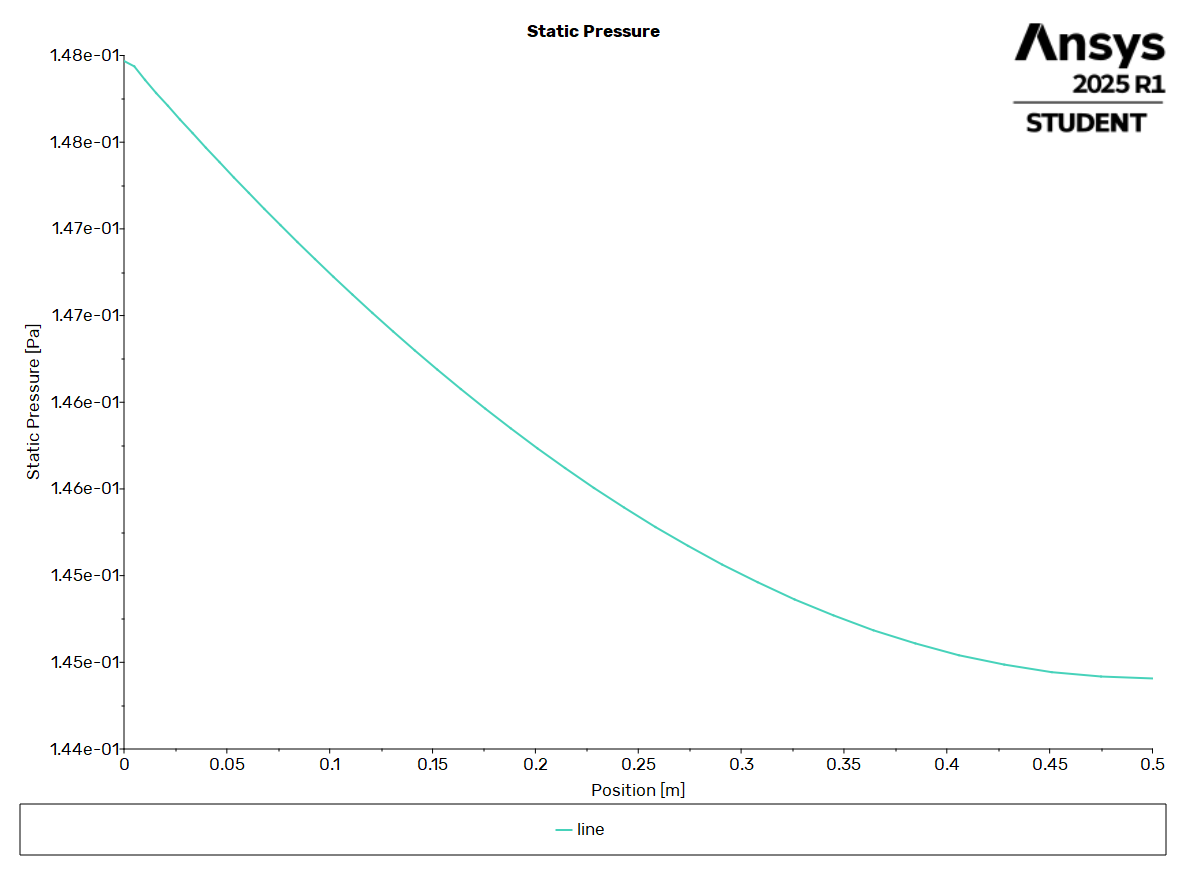 Static Pressure
Ansys
2025 R1
STUDENT
1.48e-01
1.48e-01
1.47e-01
1.47e-01
1.46e-01
1.46e-01
1.45e-01
1.45e-01
1.44e-01
Static Pressure [Pa]
0 0.05 0.1 0.15 0.2 0.25 0.3 0.35 0.4 0.45 0.5
Position [m]
line